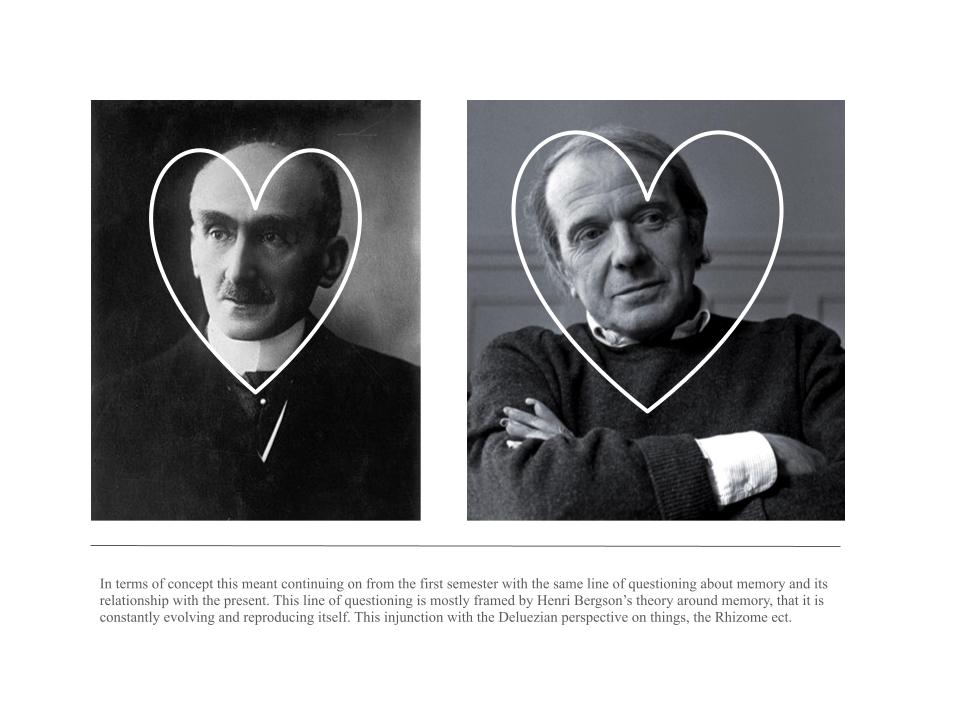 In terms of concept this meant continuing on from the first semester with the same line of questioning about memory and its
relationship with the present. This line of questioning is mostly framed by Henri Bergson’s theory around memory, that it is
constantly evolving and reproducing itself. This injunction with the Deluezian perspective on things, the Rhizome ect.